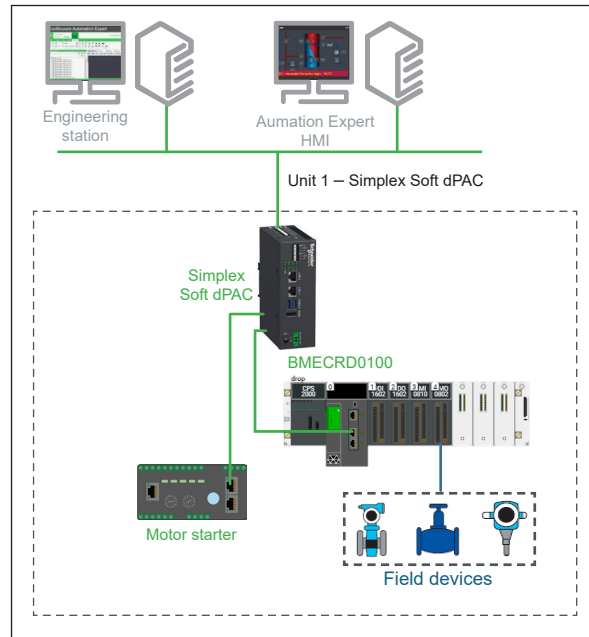 Engineering
station
Aumation Expert
HMI
Unit 1 – Simplex Soft dPAC
Simplex
Soft dPAC
Schneider
BMECRD0100
drop
CPS
2000
0
1 DI
1602
2 DO
1602
3 MI
0810
4 MO
0802
Motor starter
Field devices